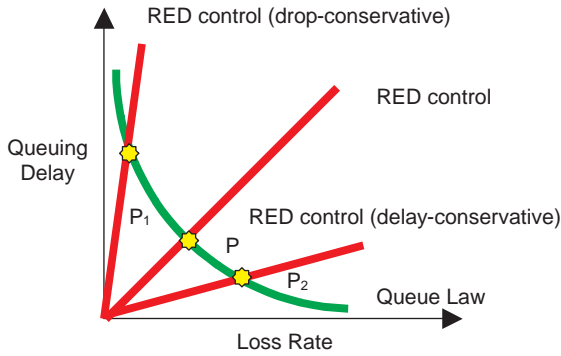 RED control (drop-conservative)
RED control
Queuing
Delay
P₁
P
RED control (delay-conservative)
P₂
Queue Law
Loss Rate